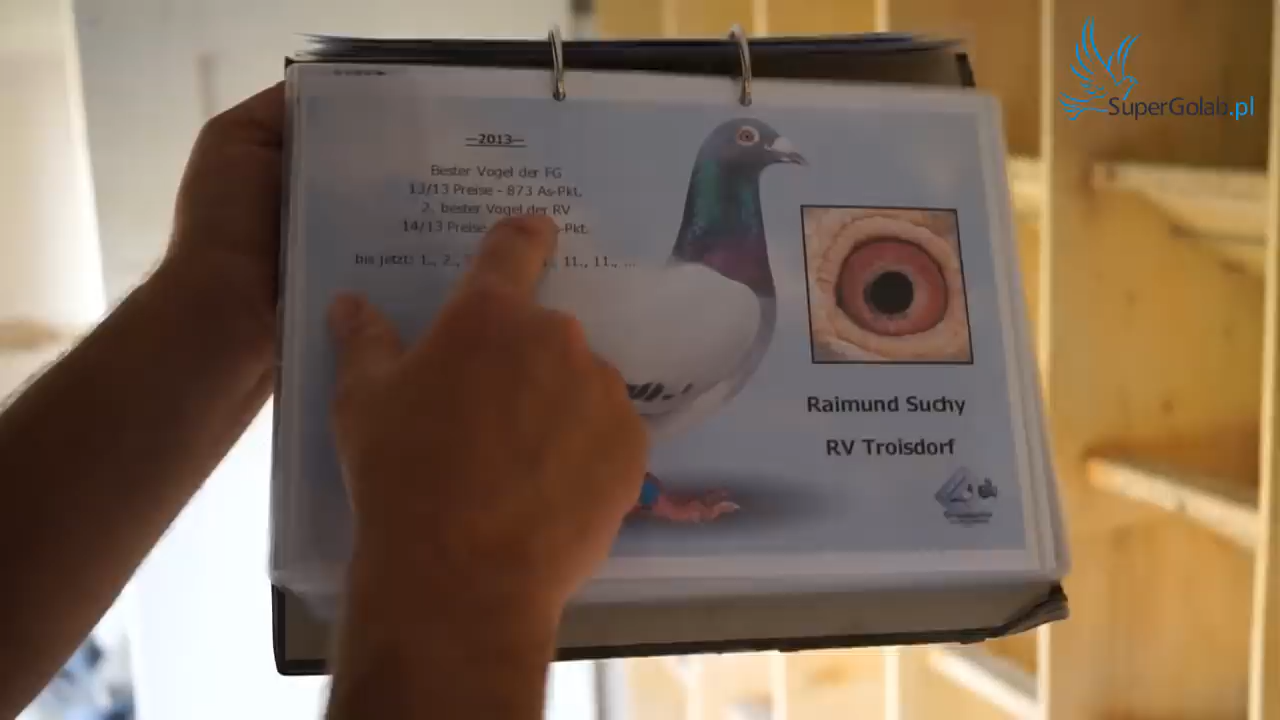 SuperGolab.pl
—2013—
Bester Vogel der FG
13/13 Preise - 873 As-Pkt.
2. bester Vogel der RV
14/13 Preise s-Pkt.
bis jetzt: 1., 2., 11., 11., ...
Raimund Suchy
RV Troisdorf